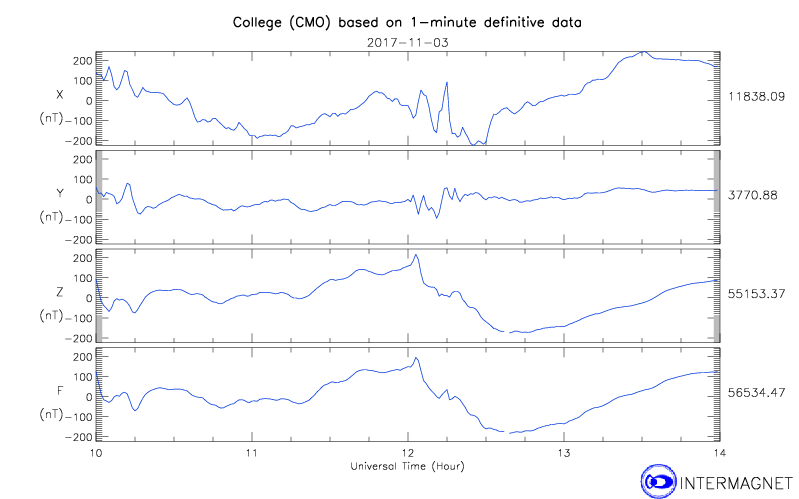 College (CMO) based on 1-minute definitive data
2017-11-03
200
100
X
0
11838.09
(nT)
-100
-200
200
100
Y
0
3770.88
(nT)
-100
-200
200
100
Z
0
55153.37
(nT)
-100
-200
200
100
F
0
56534.47
(nT)
-100
-200
10 11 12 13 14
Universal Time (Hour)
INTERMAGNET